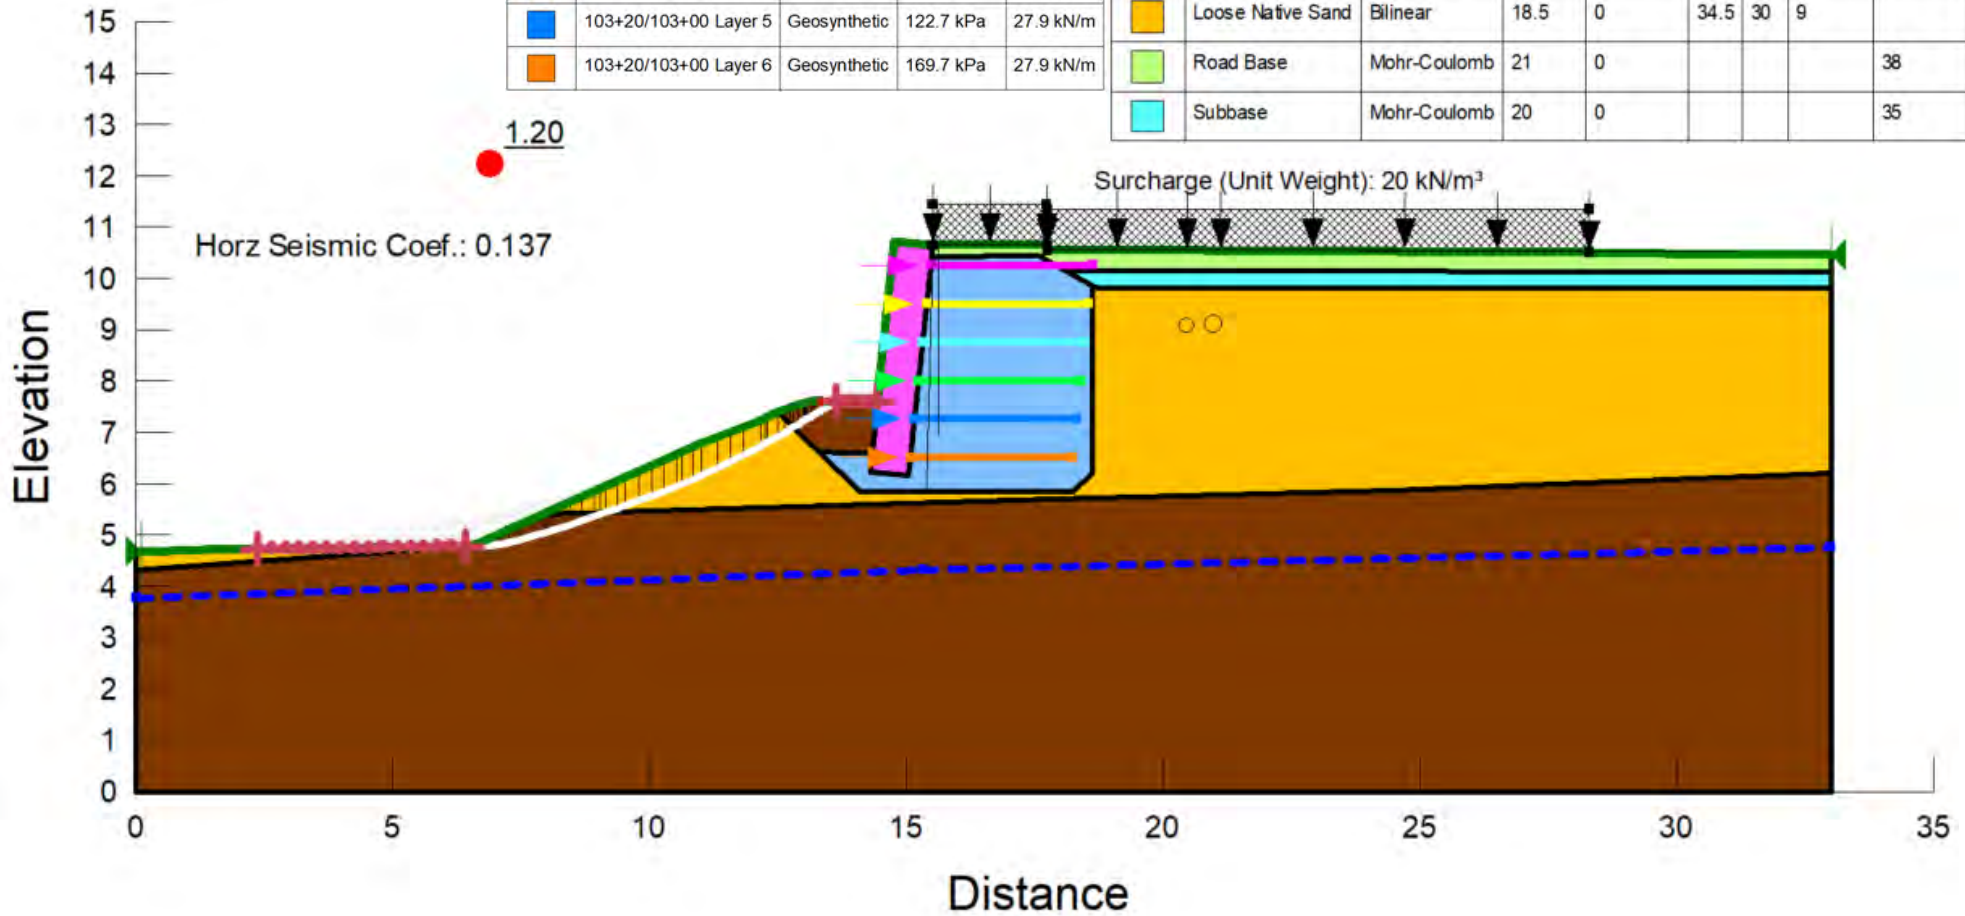 103+20/103+00 Layer 5 Geosynthetic 122.7 kPa 27.9 kN/m
103+20/103+00 Layer 6 Geosynthetic 169.7 kPa 27.9 kN/m
Loose Native Sand Bilinear 18.5 0 34.5 30 9
Road Base Mohr-Coulomb 21 0 38
Subbase Mohr-Coulomb 20 0 35
1.20
Surcharge (Unit Weight): 20 kN/m³
Horz Seismic Coef.: 0.137
Elevation
15
14
13
12
11
10
9
8
7
6
5
4
3
2
1
0
0 5 10 15 20 25 30 35
Distance